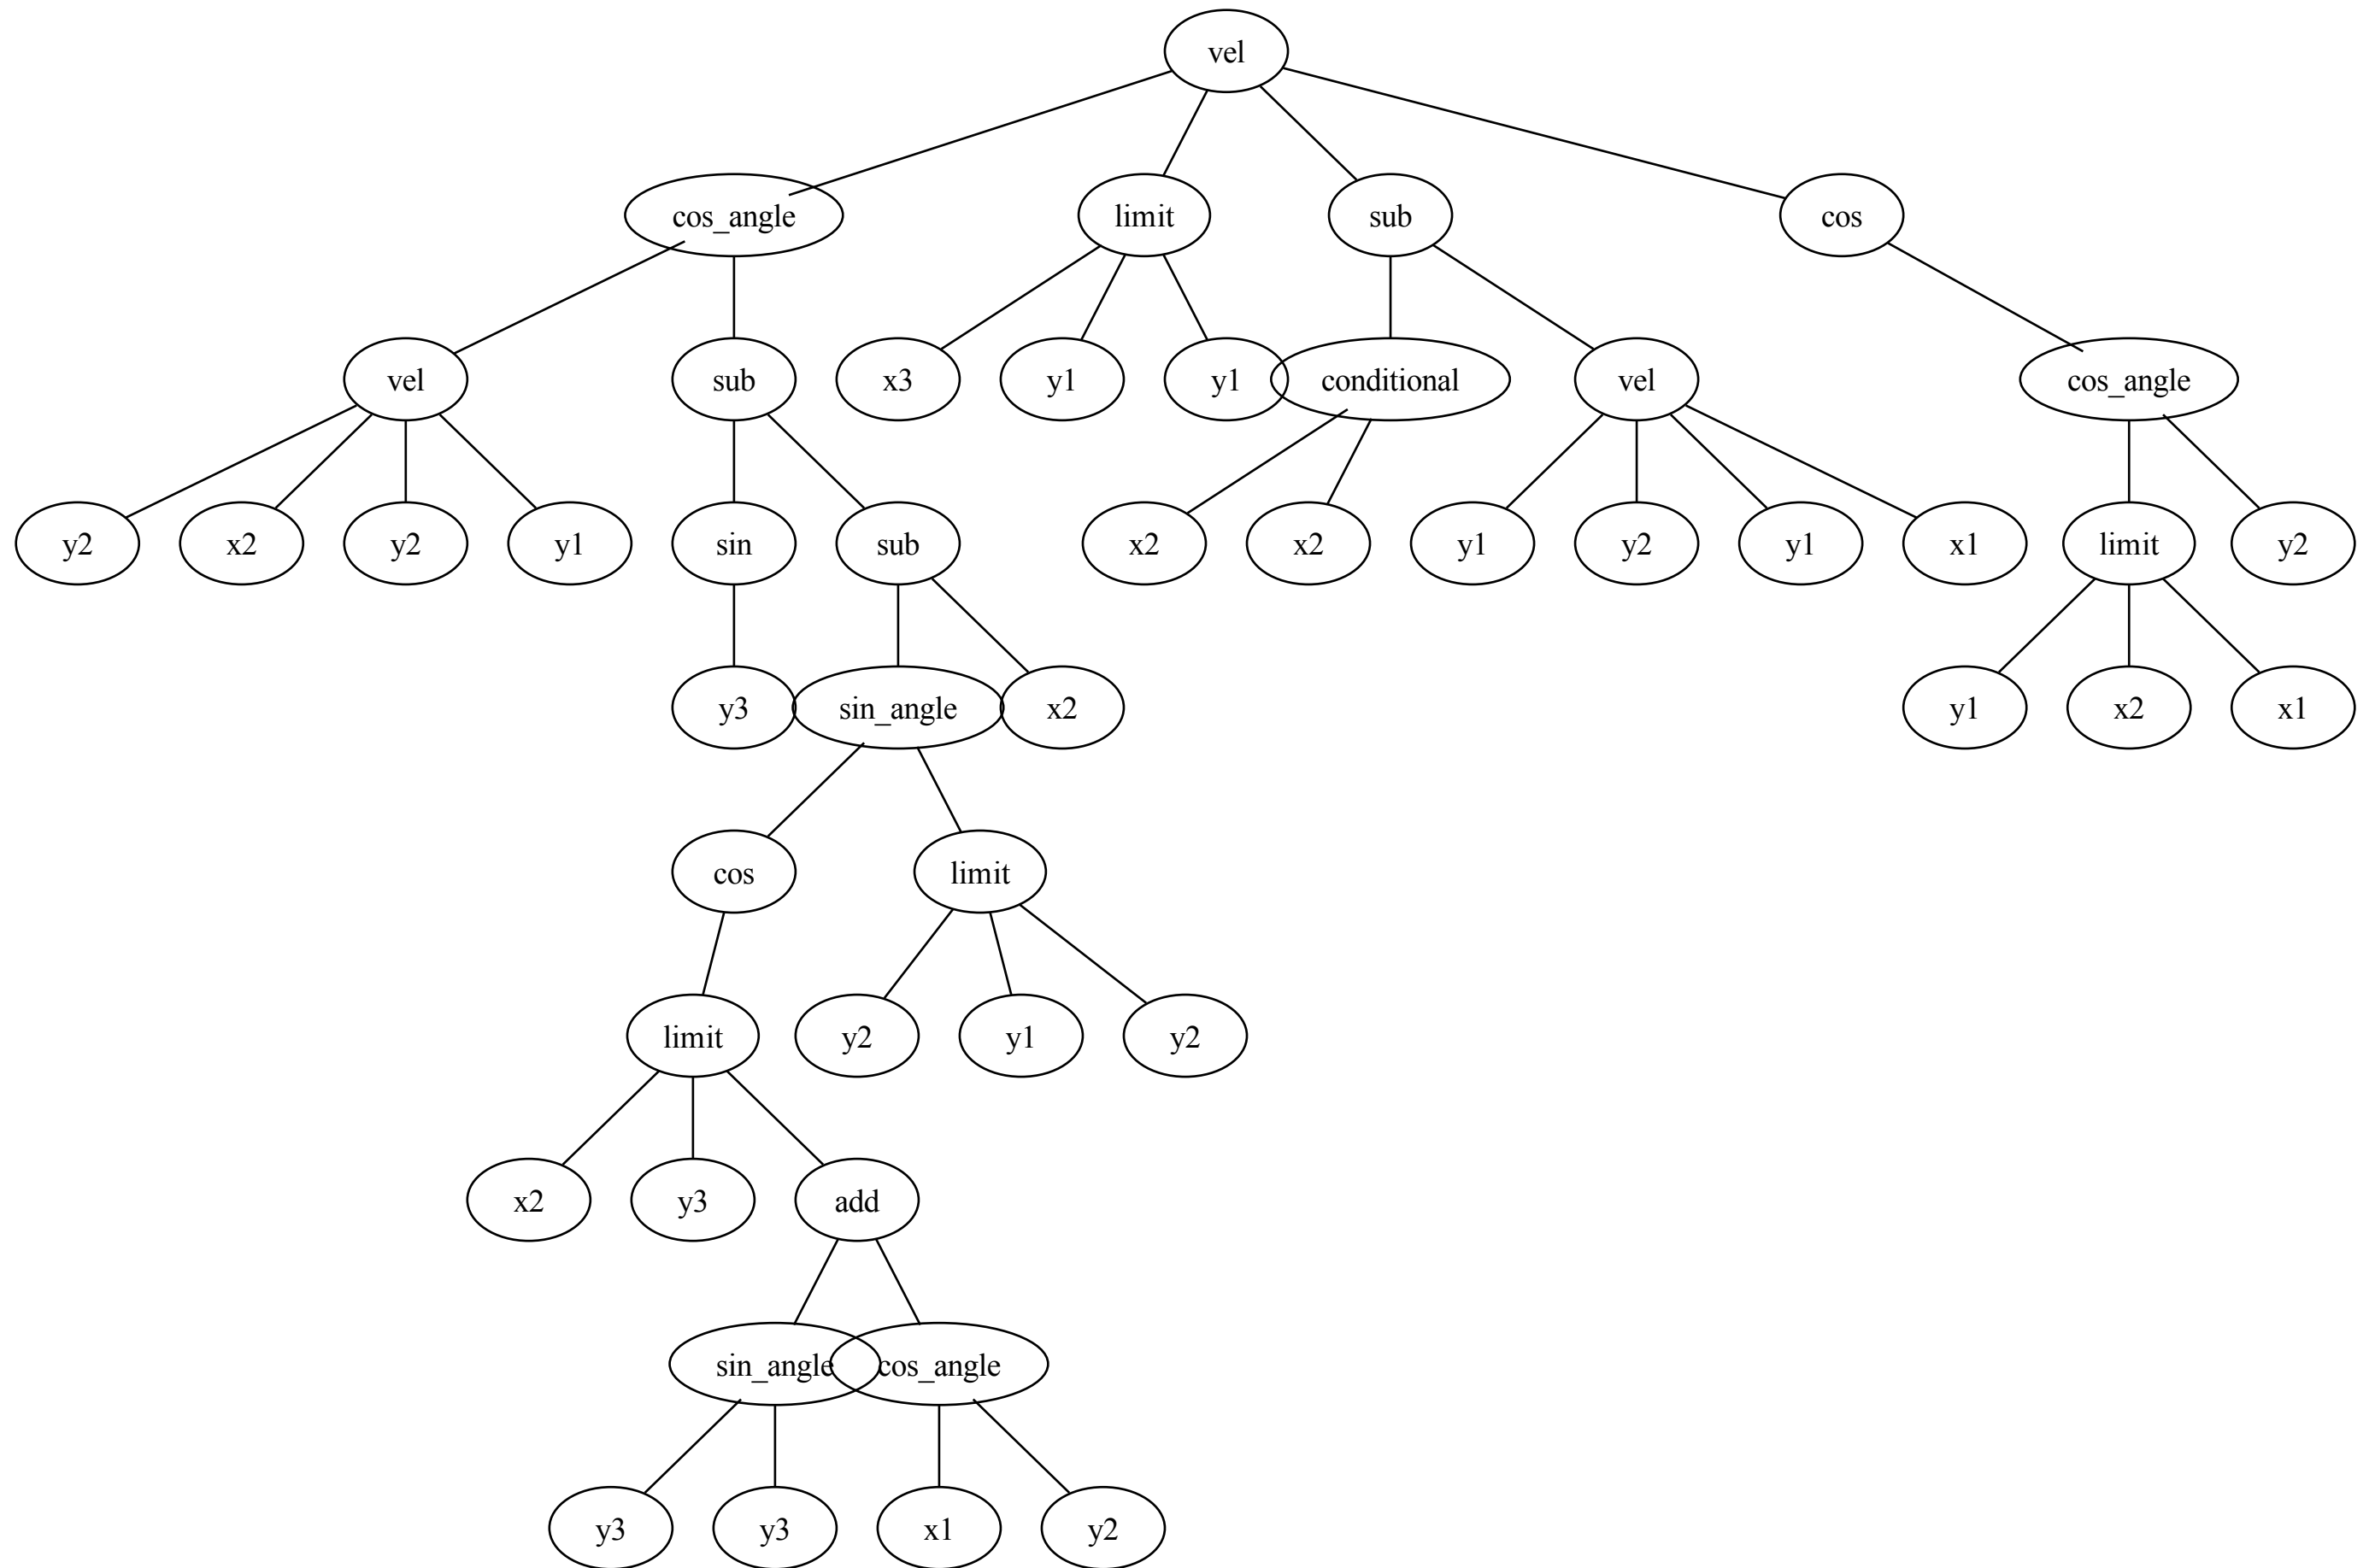 vel
cos_angle limit sub cos
vel sub x3 y1 y1 conditional vel cos_angle
y2 x2 y2 y1 sin sub x2 x2 y1 y2 y1 x1 limit y2
y3 sin_angle x2 y1 x2 x1
cos limit
limit y2 y1 y2
x2 y3 add
sin_angle cos_angle
y3 y3 x1 y2